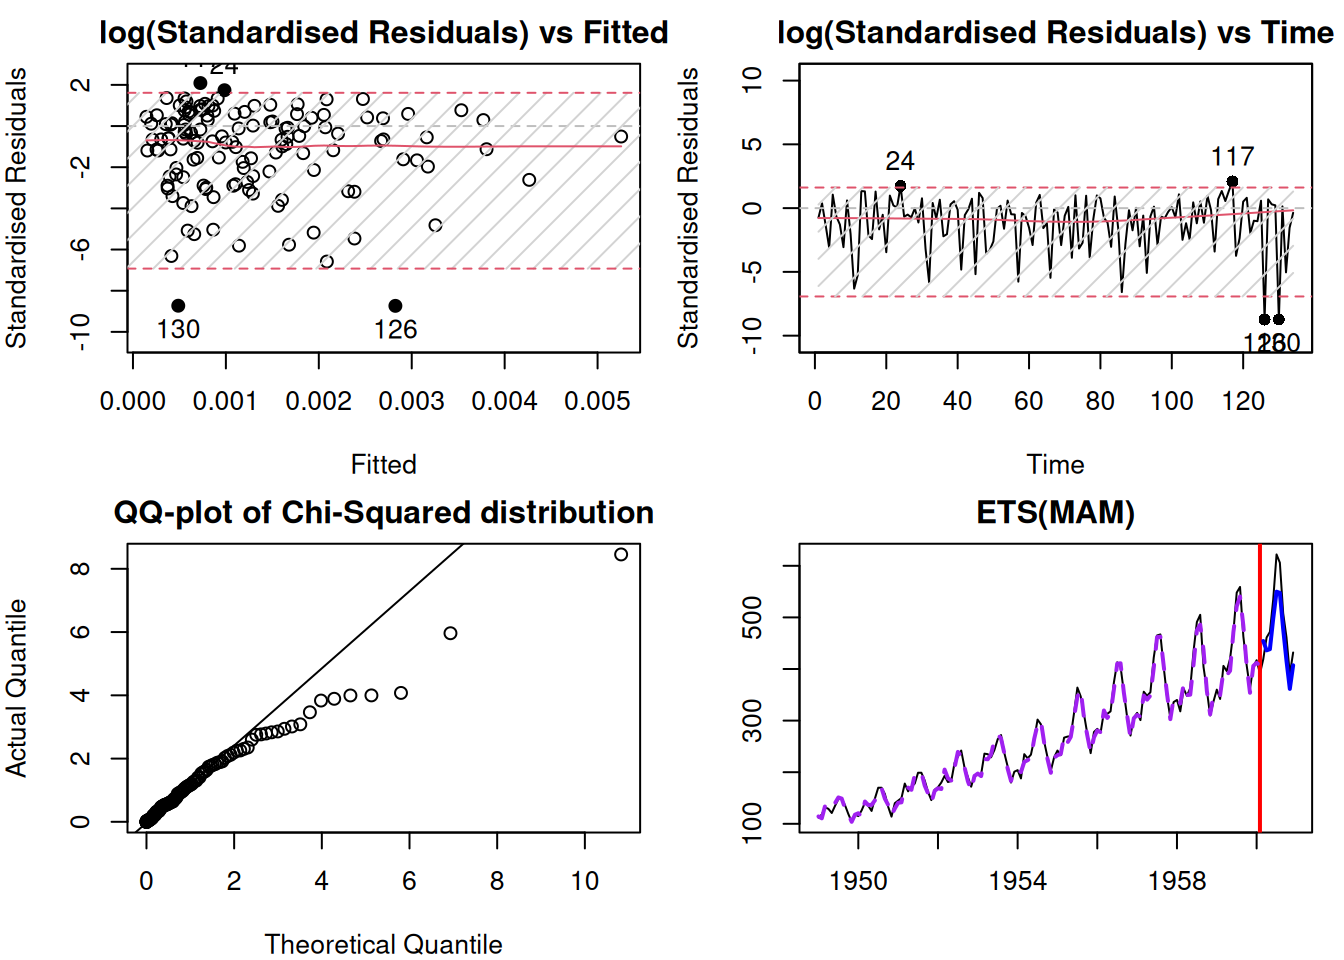 log(Standardised Residuals) vs Fitted
Standardised Residuals
2
-2
-6
-10
24
130
126
0.000 0.001 0.002 0.003 0.004 0.005
Fitted
log(Standardised Residuals) vs Time
Standardised Residuals
10
5
0
-5
-10
24
117
0 20 40 60 80 100 120
Time
QQ-plot of Chi-Squared distribution
Actual Quantile
8
6
4
2
0
0 2 4 6 8 10
Theoretical Quantile
ETS(MAM)
500
300
100
1950 1954 1958